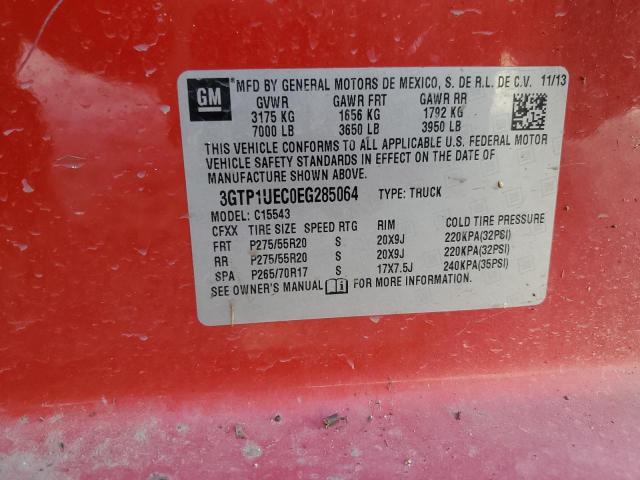 GM *MFD BY GENERAL MOTORS DE MEXICO, S. DE R.L. DE C.V. 11/13
GVWR GAWR FRT GAWR RR
3175 KG 1656 KG 1792 KG
7000 LB 3650 LB 3950 LB
THIS VEHICLE CONFORMS TO ALL APPLICABLE U.S. FEDERAL MOTOR
VEHICLE SAFETY STANDARDS IN EFFECT ON THE DATE OF
MANUFACTURE SHOWN ABOVE.
3GTP1UEC0EG285064 TYPE: TRUCK
MODEL: C15543
CFXX TIRE SIZE SPEED RTG RIM COLD TIRE PRESSURE
FRT P275/55R20 S 20X9J 220KPA(32PSI)
RR P275/55R20 S 20X9J 220KPA(32PSI)
SPA P265/70R17 S 17X7.5J 240KPA(35PSI)
SEE OWNER'S MANUAL i FOR MORE INFORMATION.